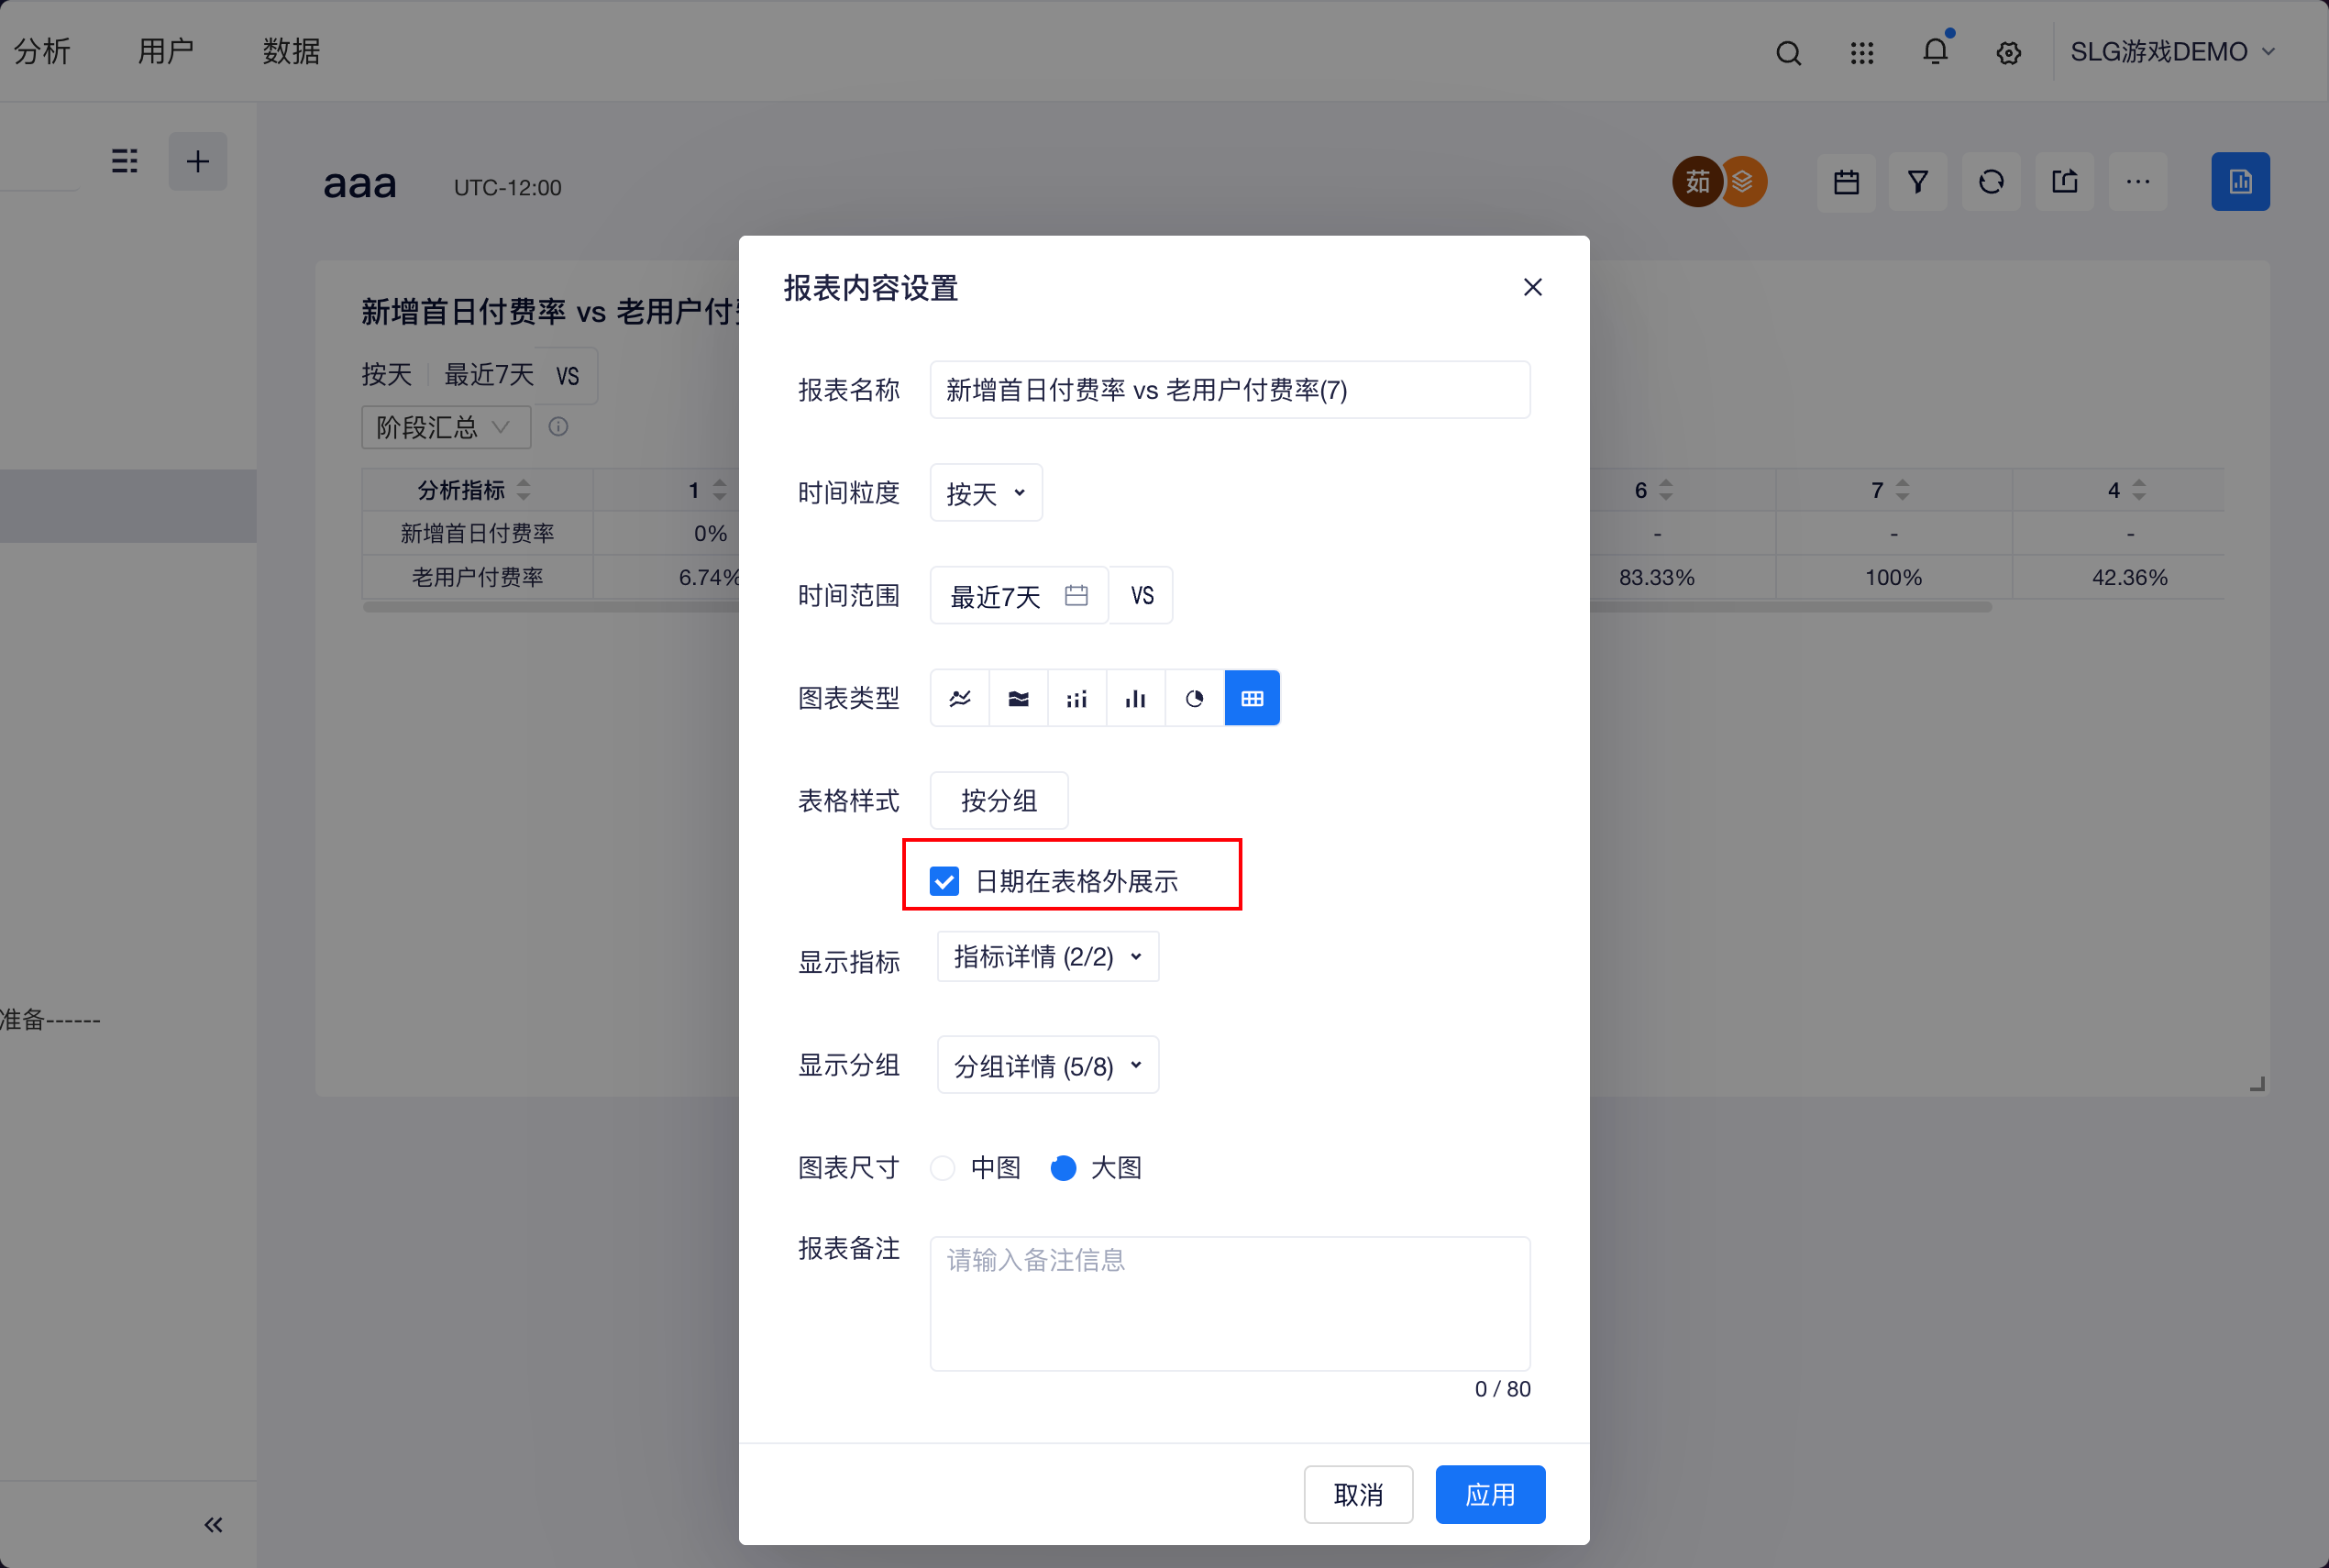 分析 用户 数据 SLG游戏DEMO
aaa UTC-12:00 茹
报表内容设置
新增首日付费率 vs 老用户付费
按天 最近7天 VS
阶段汇总
分析指标 1 6 7 4
新增首日付费率 0% - - -
老用户付费率 6.74% 83.33% 100% 42.36%
准备------
报表名称 新增首日付费率 vs 老用户付费率(7)
时间粒度 按天
时间范围 最近7天 VS
图表类型
表格样式 按分组
日期在表格外展示
显示指标 指标详情 (2/2)
显示分组 分组详情 (5/8)
图表尺寸 中图 大图
报表备注 请输入备注信息
0 / 80
取消 应用